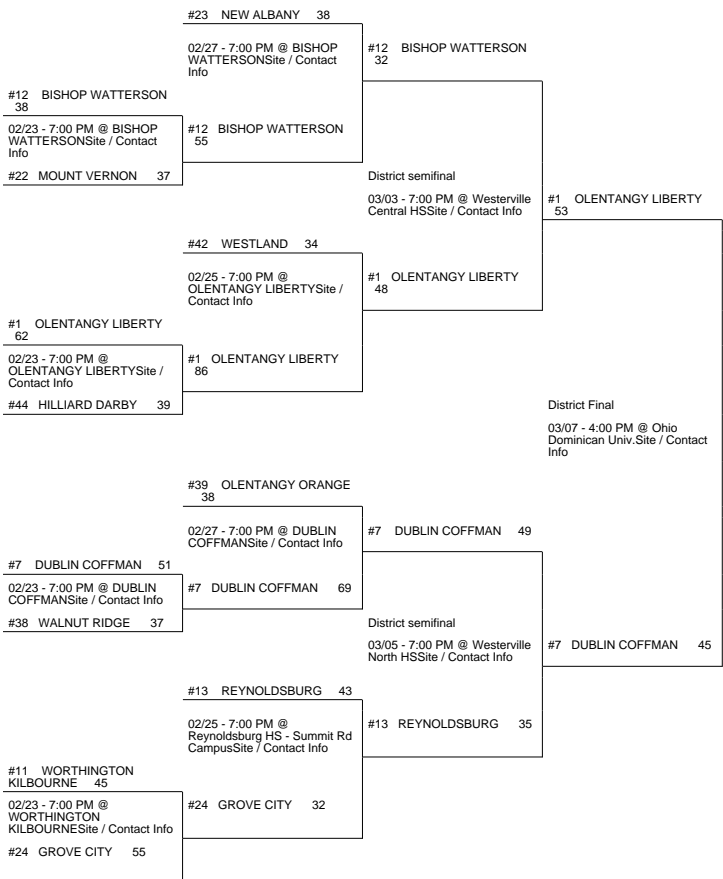 #23 NEW ALBANY 38
02/27 - 7:00 PM @ BISHOP
WATTERSONSite / Contact
Info
#12 BISHOP WATTERSON
32
#12 BISHOP WATTERSON
38
02/23 - 7:00 PM @ BISHOP
WATTERSONSite / Contact
Info
#12 BISHOP WATTERSON
55
#22 MOUNT VERNON 37
District semifinal
03/03 - 7:00 PM @ Westerville
Central HSSite / Contact Info
#1 OLENTANGY LIBERTY
53
#42 WESTLAND 34
02/25 - 7:00 PM @
OLENTANGY LIBERTYSite /
Contact Info
#1 OLENTANGY LIBERTY
48
#1 OLENTANGY LIBERTY
62
02/23 - 7:00 PM @
OLENTANGY LIBERTYSite /
Contact Info
#1 OLENTANGY LIBERTY
86
#44 HILLIARD DARBY 39
District Final
03/07 - 4:00 PM @ Ohio
Dominican Univ.Site / Contact
Info
#39 OLENTANGY ORANGE
38
02/27 - 7:00 PM @ DUBLIN
COFFMANSite / Contact Info
#7 DUBLIN COFFMAN 49
#7 DUBLIN COFFMAN 51
02/23 - 7:00 PM @ DUBLIN
COFFMANSite / Contact Info
#7 DUBLIN COFFMAN 69
#38 WALNUT RIDGE 37
District semifinal
03/05 - 7:00 PM @ Westerville
North HSSite / Contact Info
#7 DUBLIN COFFMAN 45
#13 REYNOLDSBURG 43
02/25 - 7:00 PM @
Reynoldsburg HS - Summit Rd
CampusSite / Contact Info
#13 REYNOLDSBURG 35
#11 WORTHINGTON
KILBOURNE 45
02/23 - 7:00 PM @
WORTHINGTON
KILBOURNESite / Contact Info
#24 GROVE CITY 32
#24 GROVE CITY 55